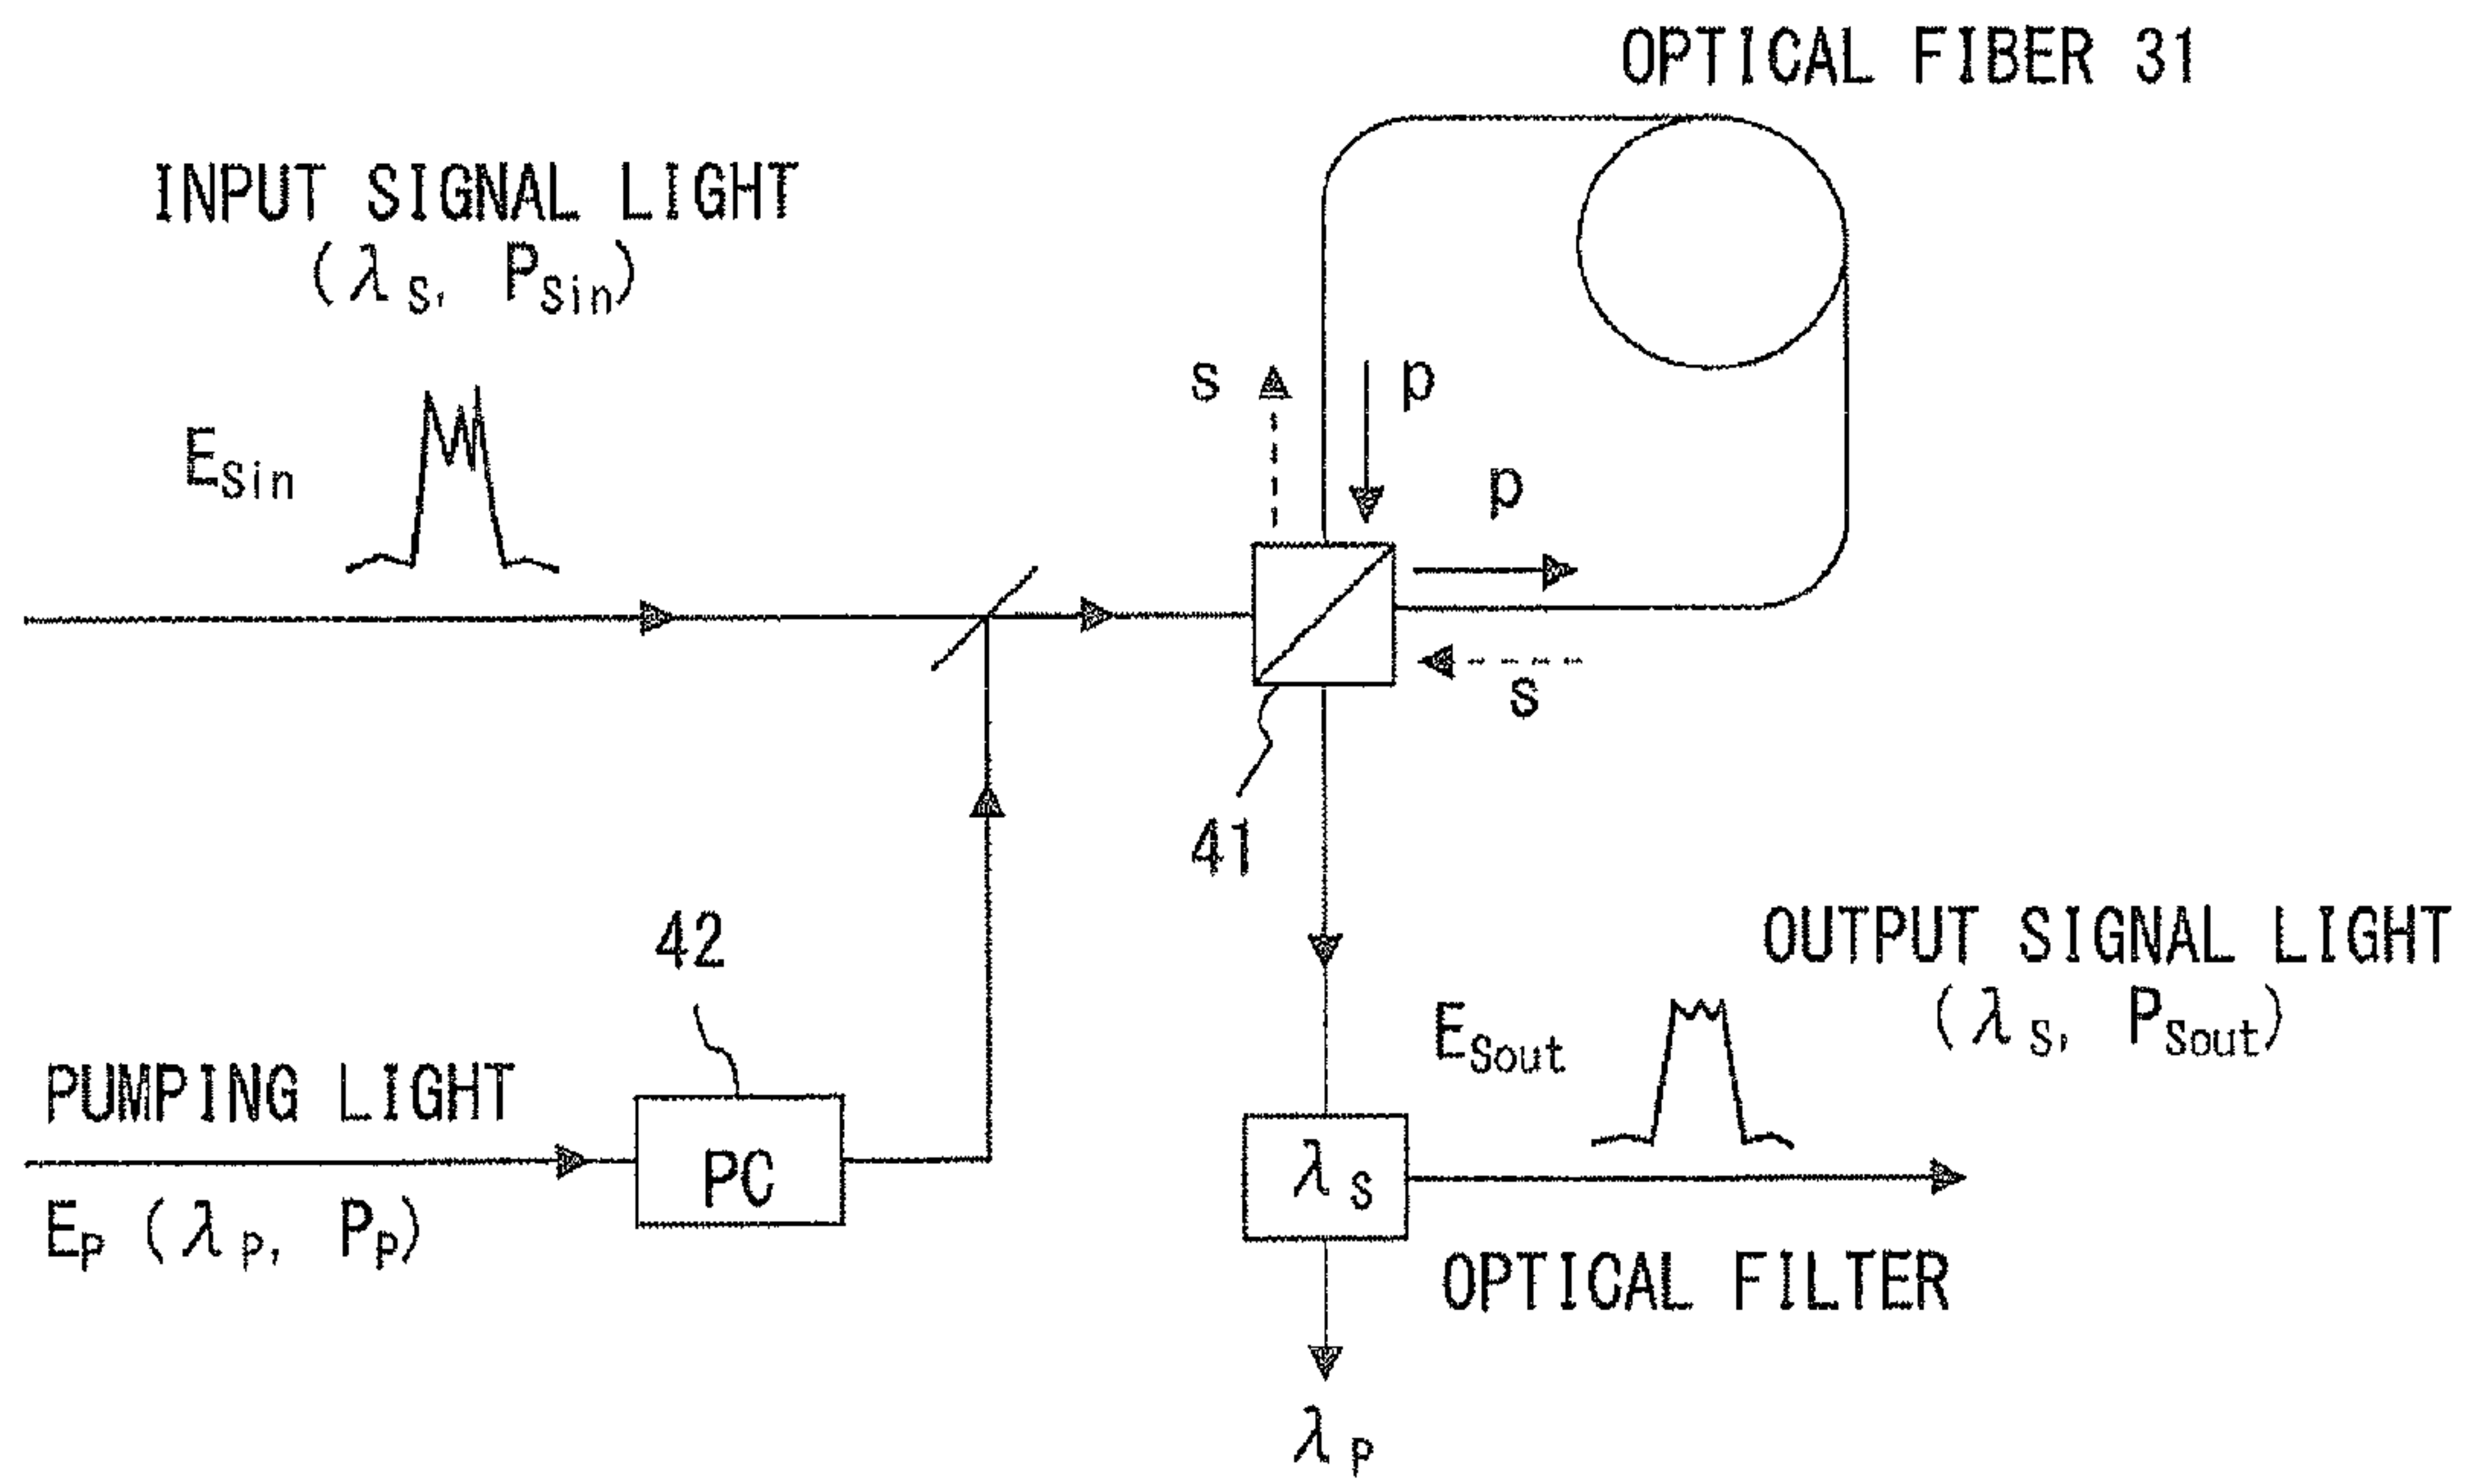 OPTICAL FIBER 31
INPUT SIGNAL LIGHT
(λs, PSin)
ESin
s
p
p
s
41
42
PUMPING LIGHT
Ep (λp, Pp)
PC
OUTPUT SIGNAL LIGHT
(λs, PSout)
ESout
λs
OPTICAL FILTER
λp